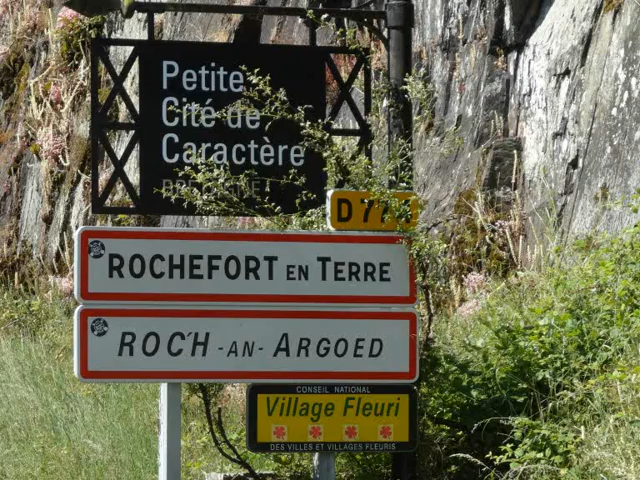 Petite
Cité de
Caractère
BRETAGNE
ROCHEFORT EN TERRE
ROC'H -AN- ARGOED
CONSEIL NATIONAL
Village Fleuri
DES VILLES ET VILLAGES FLEURIS